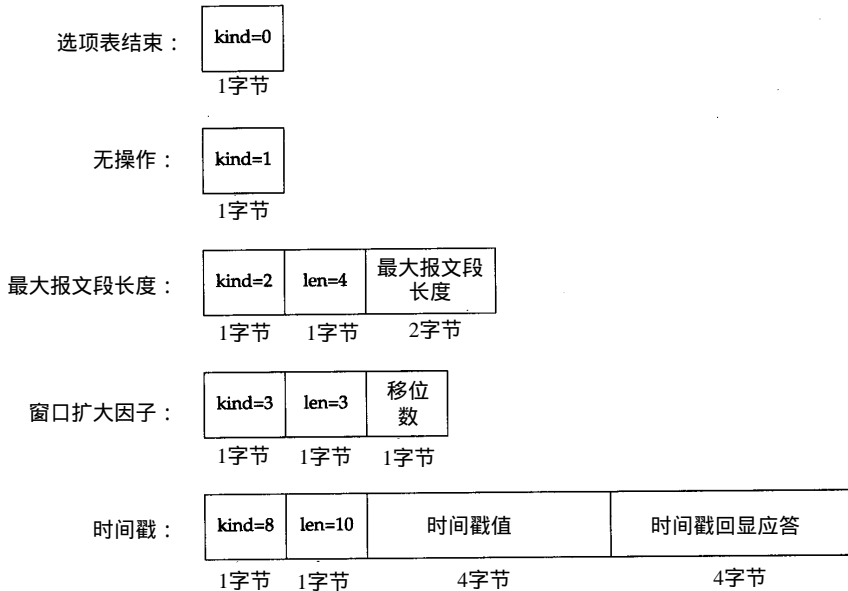 选项表结束：
kind=0
1字节
无操作：
kind=1
1字节
最大报文段长度：
kind=2
len=4
最大报文段
长度
1字节
1字节
2字节
窗口扩大因子：
kind=3
len=3
移位
数
1字节
1字节
1字节
时间戳：
kind=8
len=10
时间戳值
时间戳回显应答
1字节
1字节
4字节
4字节